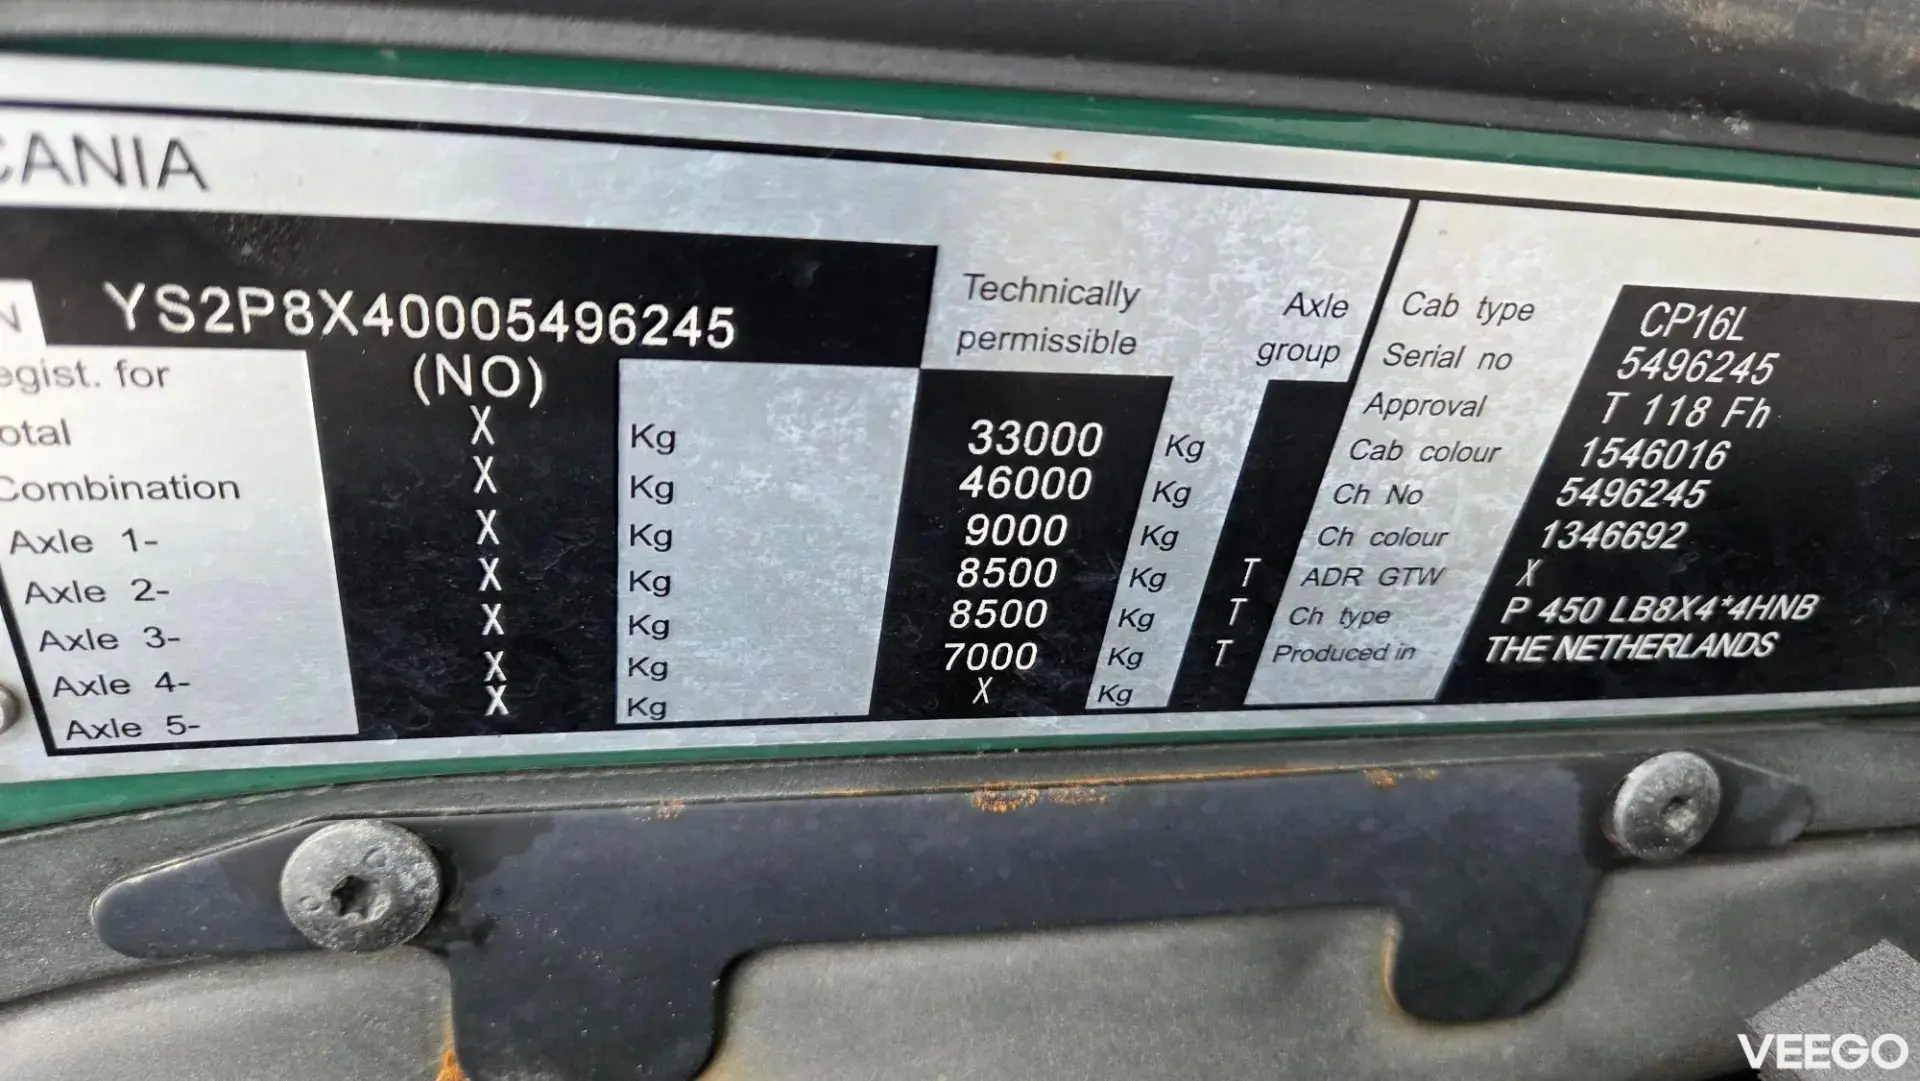 CANIA
N YS2P8X40005496245
egist. for (NO)
Technically permissible
Axle group
otal X Kg 33000 Kg
Combination X Kg 46000 Kg
Axle 1- X Kg 9000 Kg
Axle 2- X Kg 8500 Kg T
Axle 3- X Kg 8500 Kg T
Axle 4- X Kg 7000 Kg T
Axle 5- X Kg X Kg
Cab type CP16L
Serial no 5496245
Approval T 118 Fh
Cab colour 1546016
Ch No 5496245
Ch colour 1346692
ADR GTW X
Ch type P 450 LB8X4*4HNB
Produced in THE NETHERLANDS
VEEGO